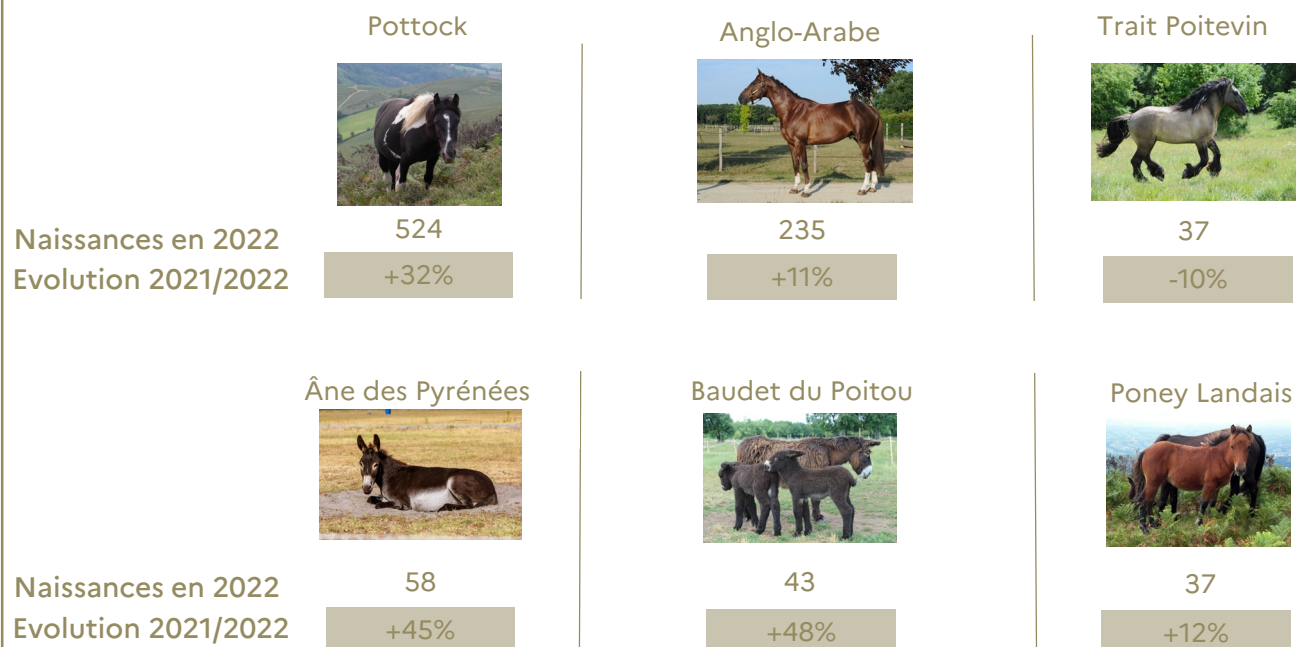 Pottock
Anglo-Arabe
Trait Poitevin
Naissances en 2022
524
235
37
Evolution 2021/2022
+32%
+11%
-10%
Âne des Pyrénées
Baudet du Poitou
Poney Landais
Naissances en 2022
58
43
37
Evolution 2021/2022
+45%
+48%
+12%